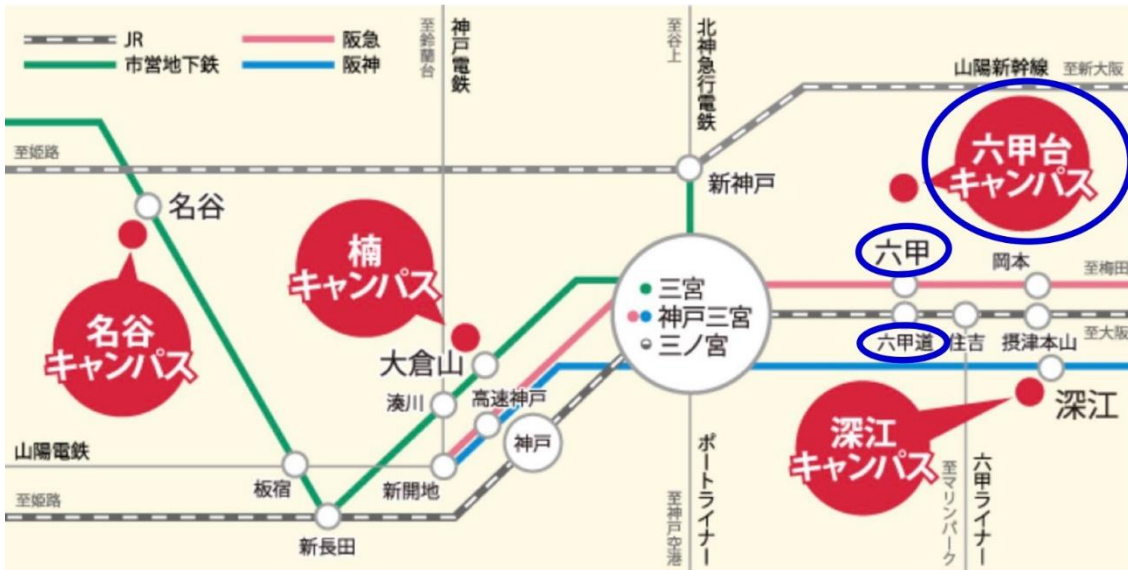 JR
阪急
市営地下鉄
阪神
至鈴蘭台
神戸電鉄
至谷上
北神急行電鉄
山陽新幹線
至新大阪
六甲台
キャンパス
至姫路
新神戸
名谷
楠
キャンパス
六甲
岡本
至梅田
三宮
神戸三宮
三ノ宮
名谷
キャンパス
大倉山
六甲道
住吉
摂津本山
至大阪
湊川
高速神戸
深江
深江
キャンパス
山陽電鉄
神戸
板宿
新開地
至姫路
新長田
ポートライナー
至神戸空港
六甲ライナー
至マリンパーク